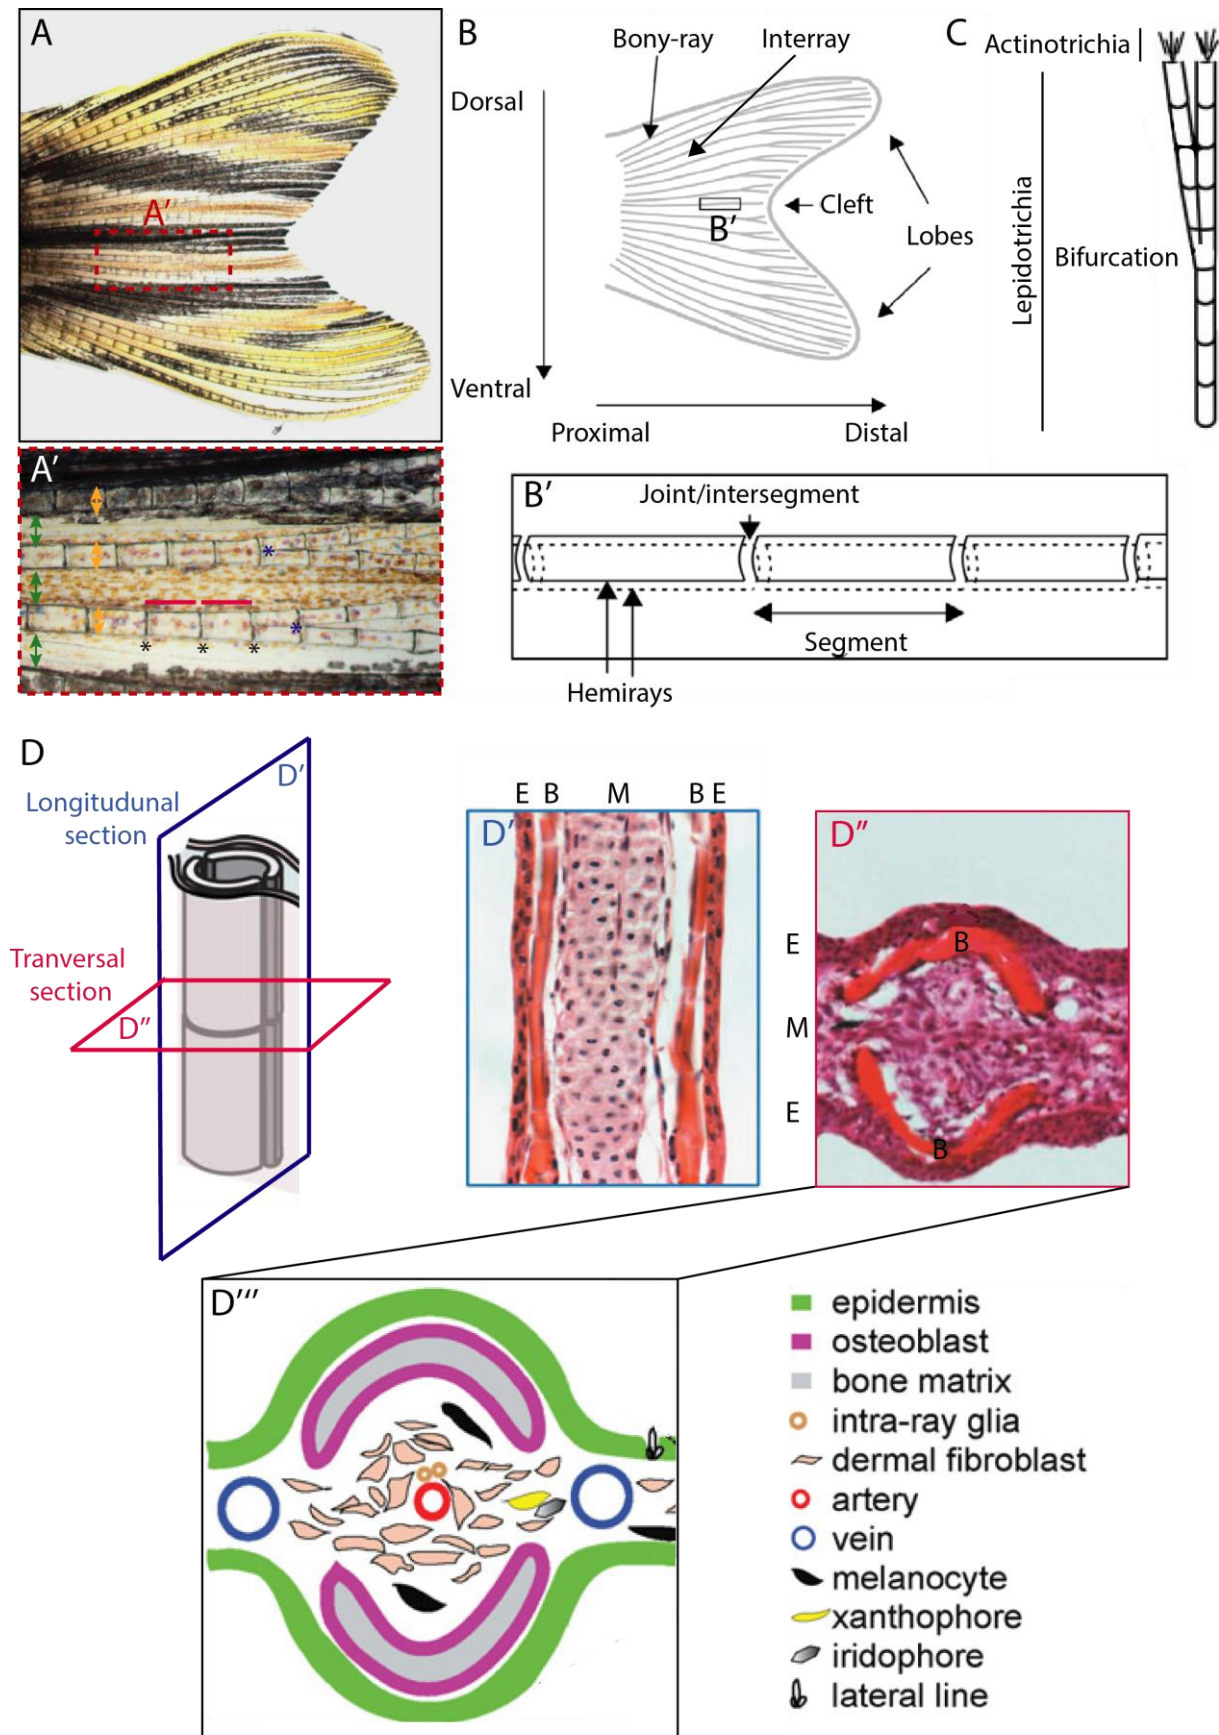 A
B
C
Bony-ray
Interray
Actinotrichia
Dorsal
A'
B'
Cleft
Lobes
Lepidotrichia
Bifurcation
Ventral
Proximal
Distal
A'
*
*
* * *
B'
Joint/intersegment
Segment
Hemirays
D
D'
Longitudunal
section
Tranversal
section
D"
E B M B E
D'
D"
E
B
M
E
B
D'''
epidermis
osteoblast
bone matrix
intra-ray glia
dermal fibroblast
artery
vein
melanocyte
xanthophore
iridophore
lateral line